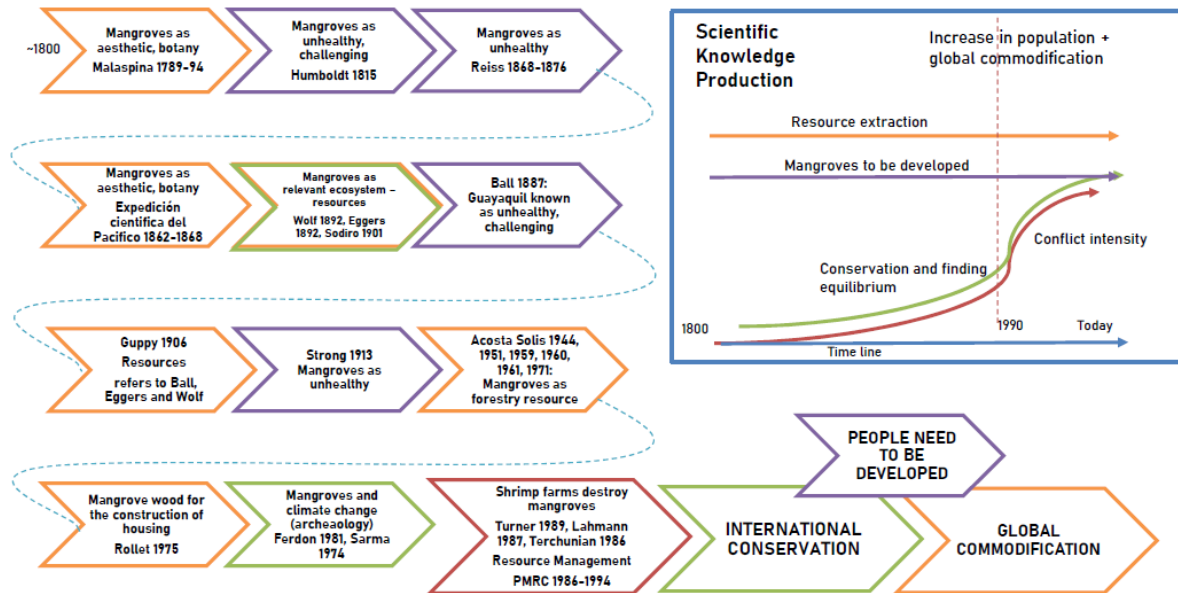 ~1800
Mangroves as
aesthetic, botany
Malaspina 1789-94
Mangroves as
unhealthy,
challenging
Humboldt 1815
Mangroves as
unhealthy
Reiss 1868-1876
Mangroves as
aesthetic, botany
Expedición
cientifica del
Pacifico 1862-1868
Mangroves as
relevant ecosystem –
resources
Wolf 1892, Eggers
1892, Sodiro 1901
Ball 1887:
Guayaquil known
as unhealthy,
challenging
Guppy 1906
Resources
refers to Ball,
Eggers and Wolf
Strong 1913
Mangroves as
unhealthy
Acosta Solis 1944,
1951, 1959, 1960,
1961, 1971:
Mangroves as
forestry resource
Mangrove wood for
the construction of
housing
Rollet 1975
Mangroves and
climate change
(archaeology)
Ferdon 1981, Sarma
1974
Shrimp farms destroy
mangroves
Turner 1989, Lahmann
1987, Terchunian 1986
Resource Management
PMRC 1986-1994
INTERNATIONAL
CONSERVATION
PEOPLE NEED
TO BE
DEVELOPED
GLOBAL
COMMODIFICATION
Scientific
Knowledge
Production
Increase in population +
global commodification
Resource extraction
Mangroves to be developed
Conflict intensity
Conservation and finding
equilibrium
1800
1990
Today
Time line